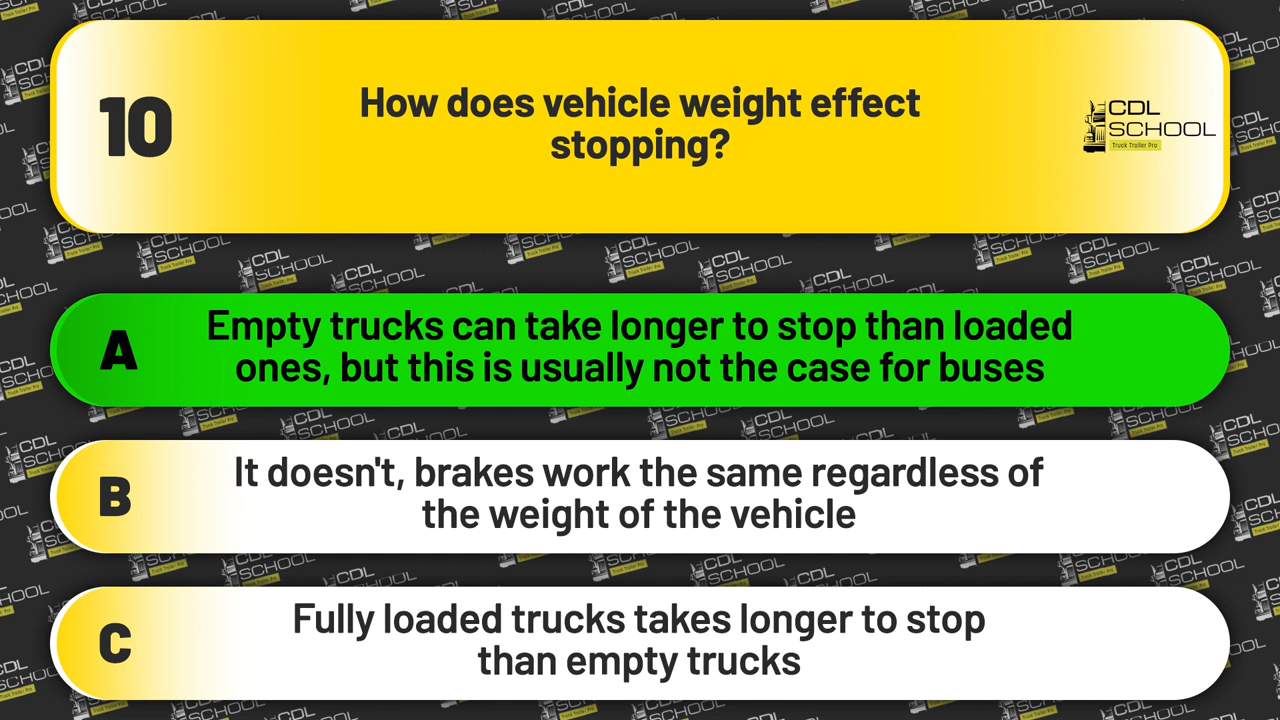 10
How does vehicle weight effect
stopping?
CDL
SCHOOL
Truck Trailer Pro
A
Empty trucks can take longer to stop than loaded
ones, but this is usually not the case for buses
B
It doesn't, brakes work the same regardless of
the weight of the vehicle
C
Fully loaded trucks takes longer to stop
than empty trucks